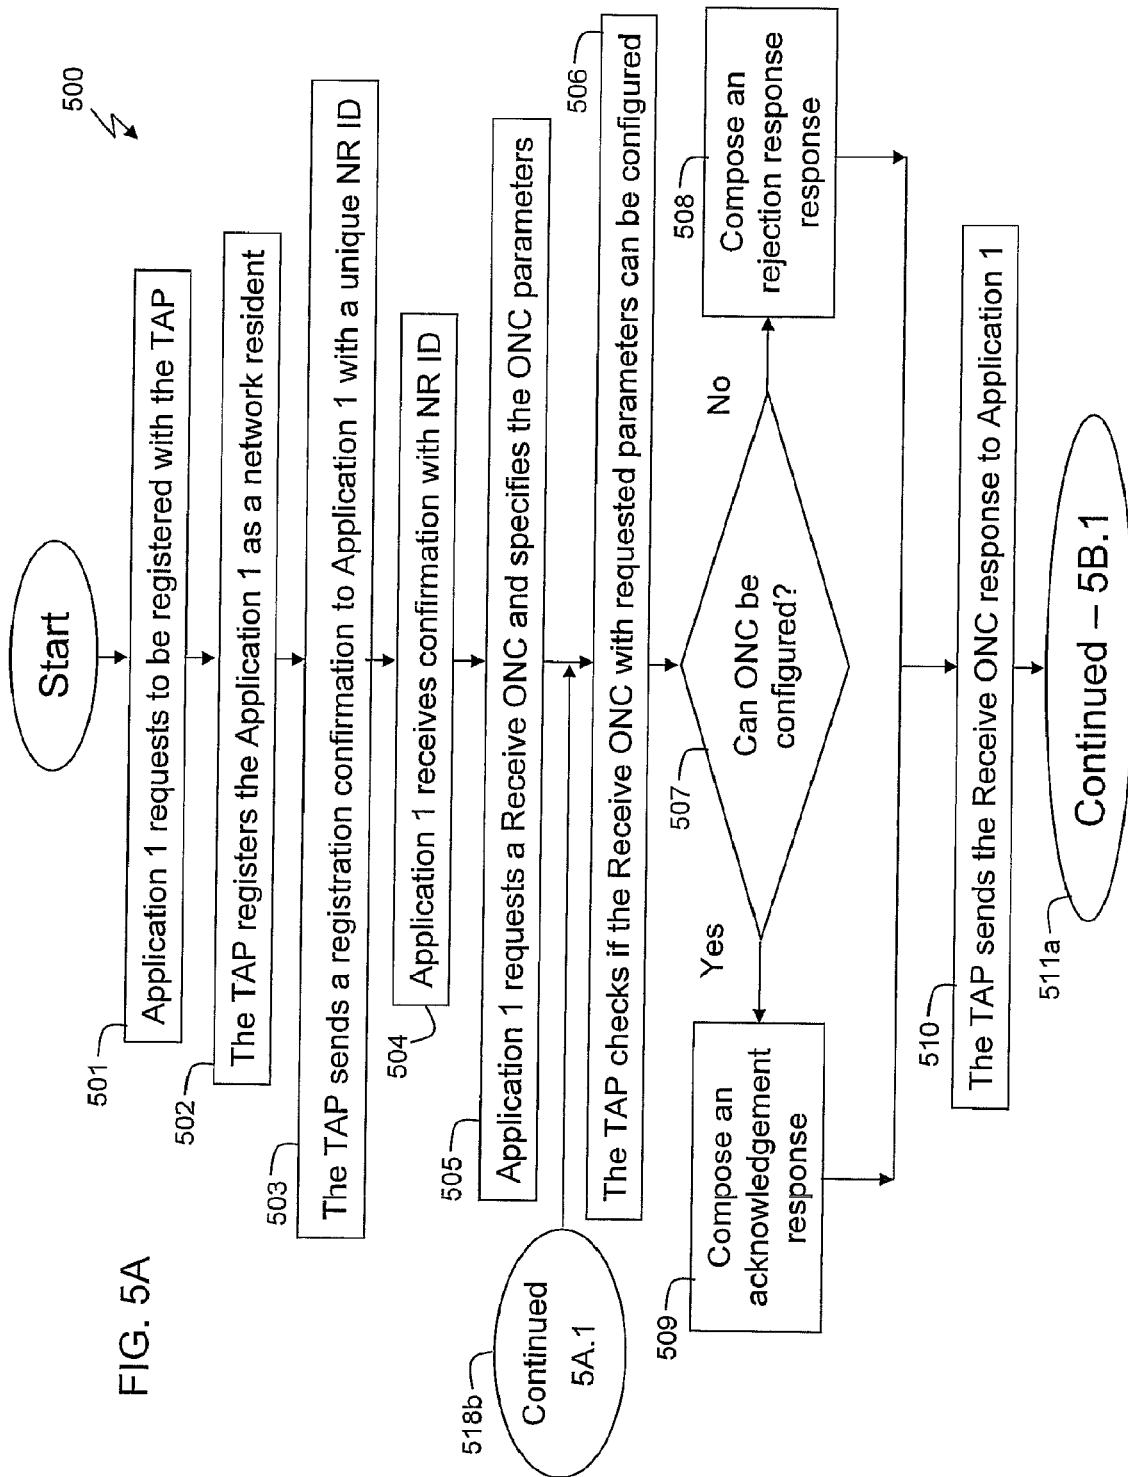 FIG. 5A
500
Start
501
Application 1 requests to be registered with the TAP
502
The TAP registers the Application 1 as a network resident
503
The TAP sends a registration confirmation to Application 1 with a unique NR ID
504
Application 1 receives confirmation with NR ID
505
Application 1 requests a Receive ONC and specifies the ONC parameters
518b
Continued
5A.1
506
The TAP checks if the Receive ONC with requested parameters can be configured
507
Can ONC be
configured?
Yes
No
509
Compose an
acknowledgement
response
508
Compose an
rejection response
response
510
The TAP sends the Receive ONC response to Application 1
511a
Continued – 5B.1